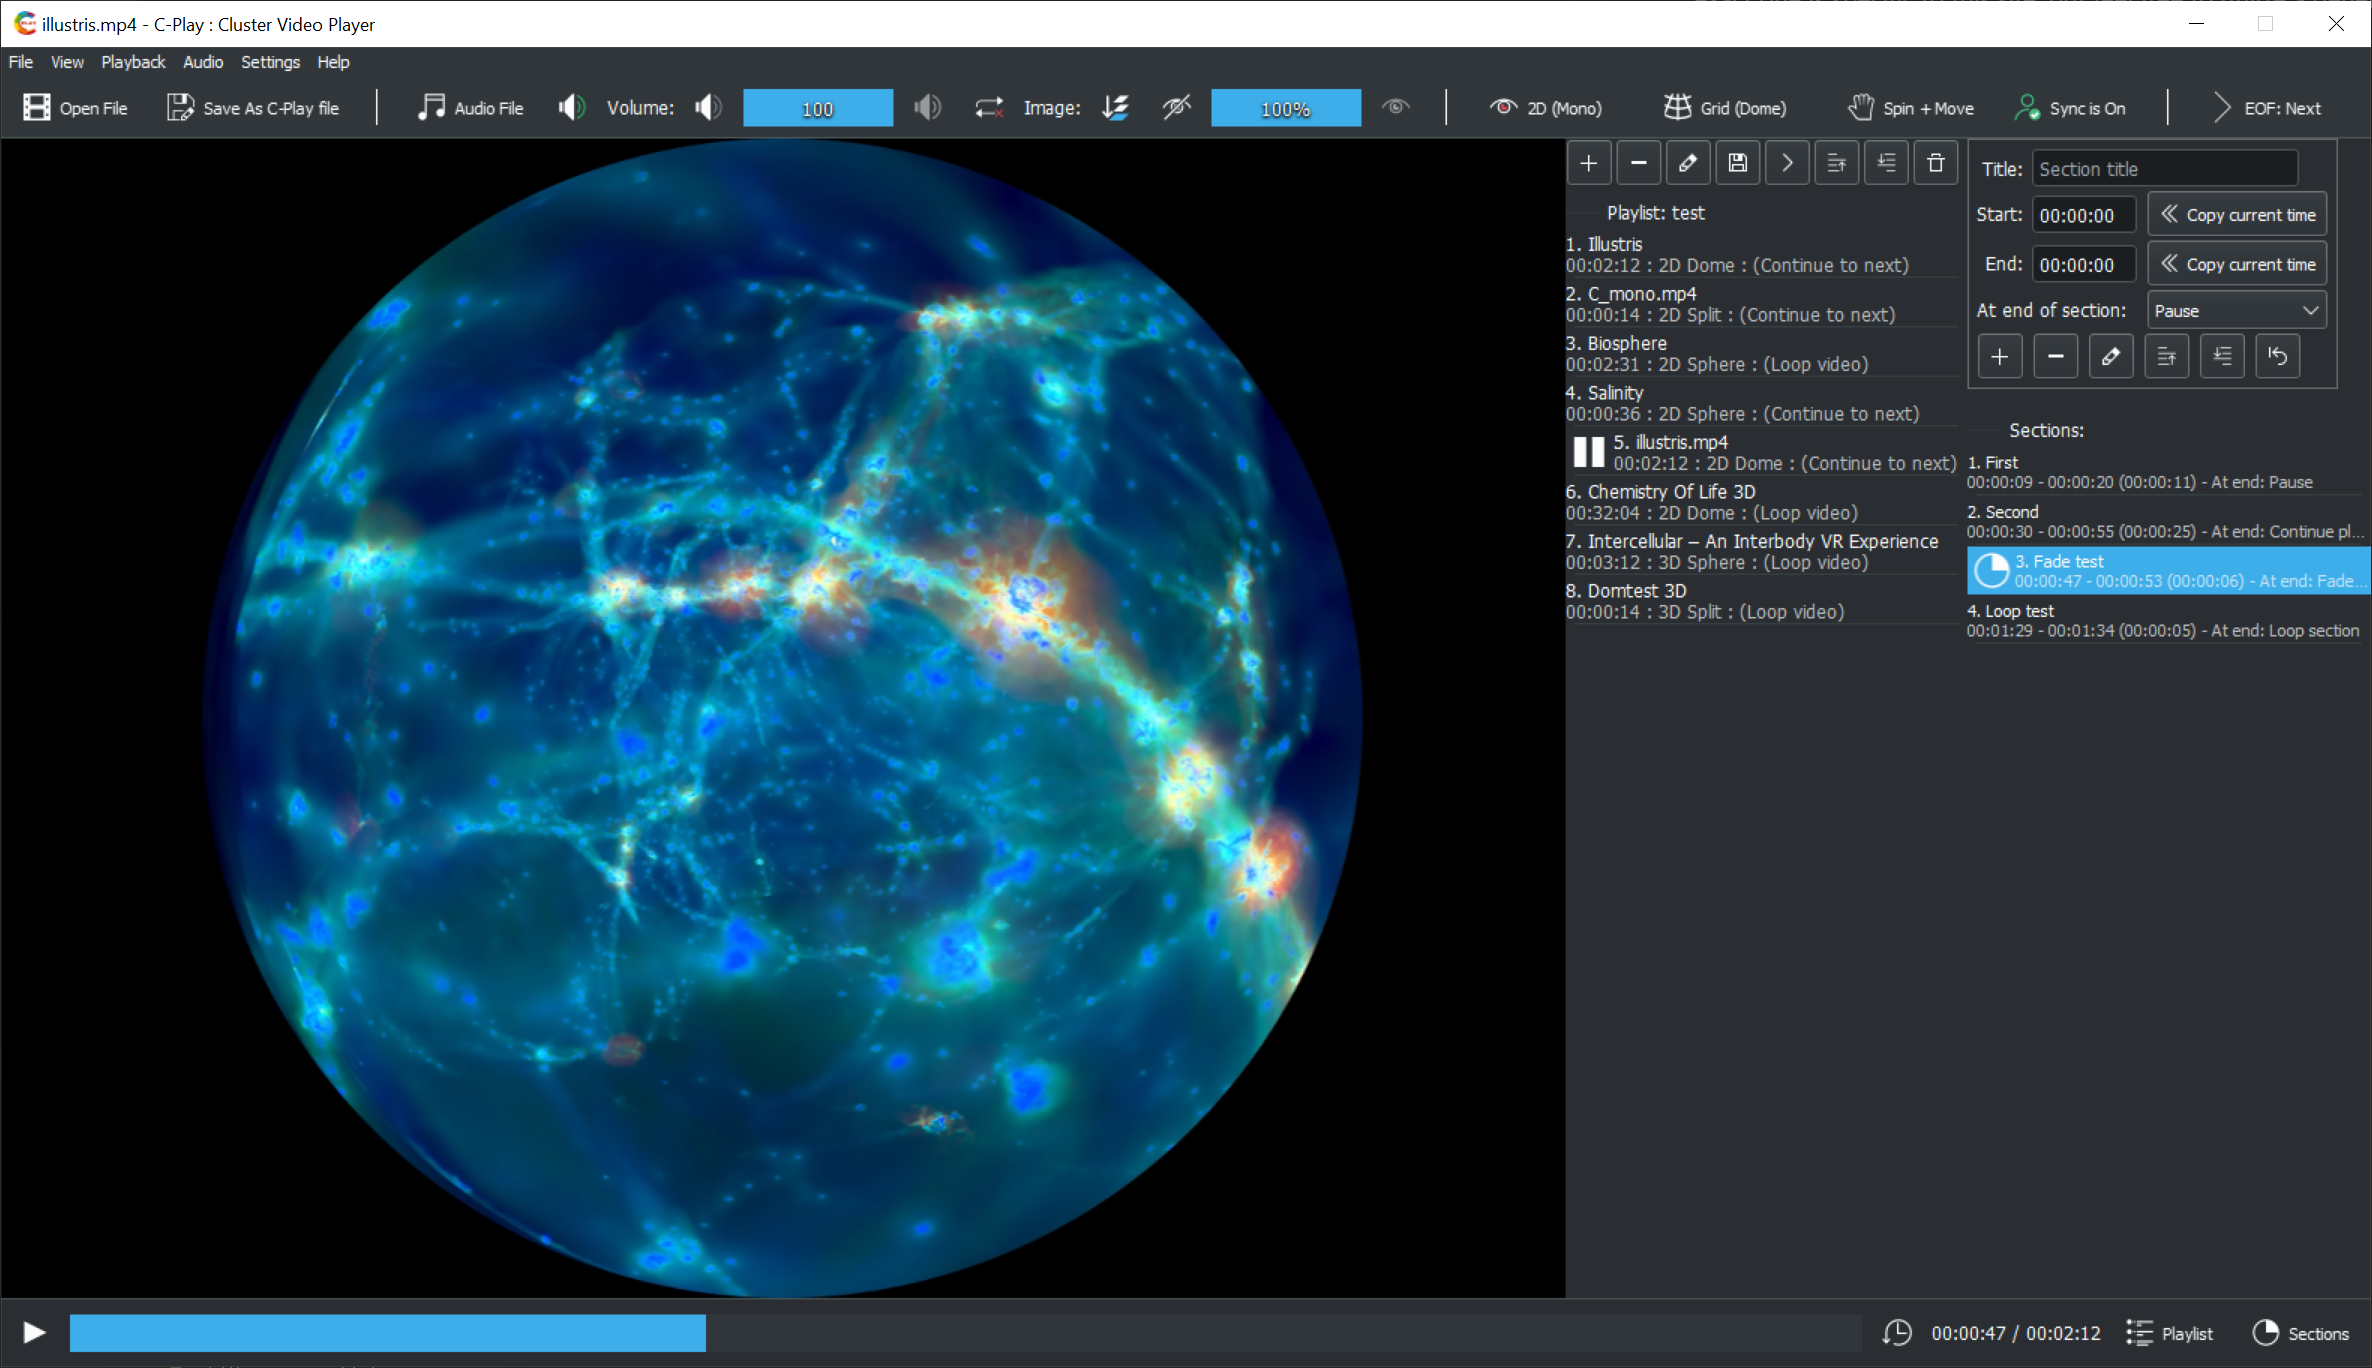 illustris.mp4 - C-Play : Cluster Video Player
File View Playback Audio Settings Help
Open File Save As C-Play file Audio File Volume: 100 Image: 100% 2D (Mono) Grid (Dome) Spin + Move Sync is On EOF: Next
Playlist: test
1. Illustris
00:02:12 : 2D Dome : (Continue to next)
2. C_mono.mp4
00:00:14 : 2D Split : (Continue to next)
3. Biosphere
00:02:31 : 2D Sphere : (Loop video)
4. Salinity
00:00:36 : 2D Sphere : (Continue to next)
5. illustris.mp4
00:02:12 : 2D Dome : (Continue to next)
6. Chemistry Of Life 3D
00:32:04 : 2D Dome : (Loop video)
7. Intercellular – An Interbody VR Experience
00:03:12 : 3D Sphere : (Loop video)
8. Domtest 3D
00:00:14 : 3D Split : (Loop video)
Title: Section title
Start: 00:00:00 Copy current time
End: 00:00:00 Copy current time
At end of section: Pause
Sections:
1. First
00:00:09 - 00:00:20 (00:00:11) - At end: Pause
2. Second
00:00:30 - 00:00:55 (00:00:25) - At end: Continue pl...
3. Fade test
00:00:47 - 00:00:53 (00:00:06) - At end: Fade...
4. Loop test
00:01:29 - 00:01:34 (00:00:05) - At end: Loop section
00:00:47 / 00:02:12 Playlist Sections